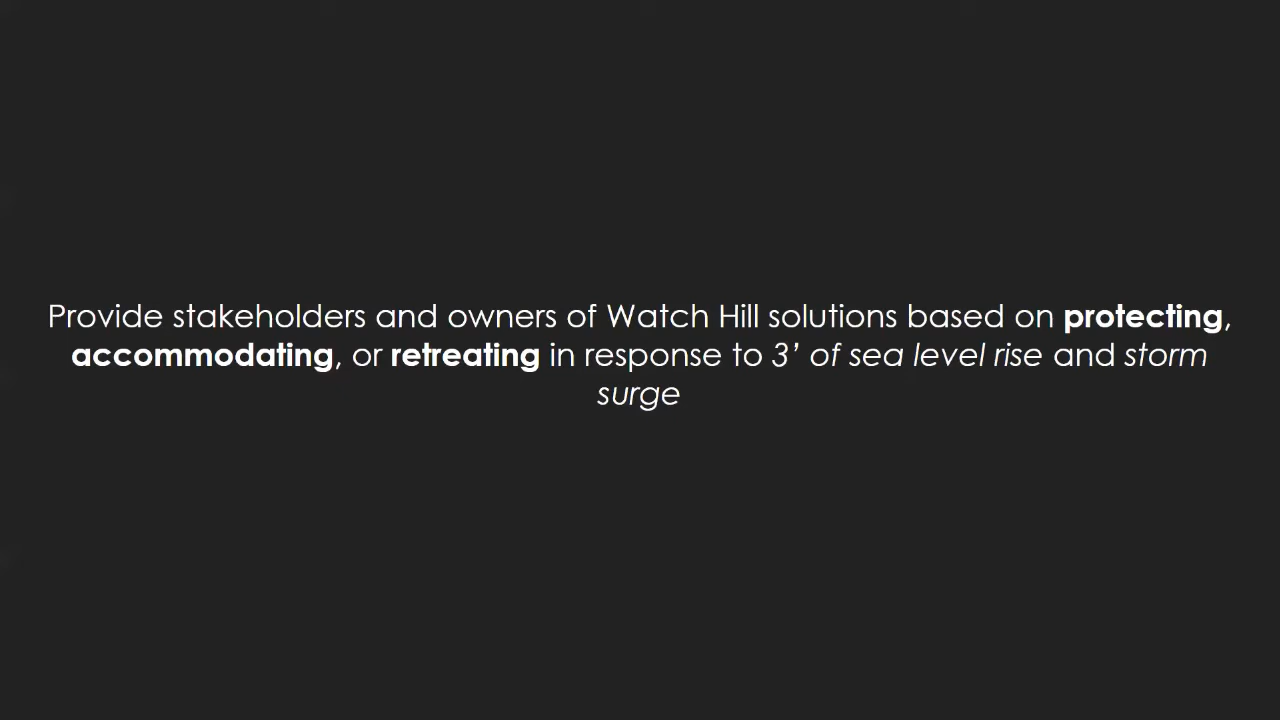 Provide stakeholders and owners of Watch Hill solutions based on protecting,
accommodating, or retreating in response to 3’ of sea level rise and storm
surge